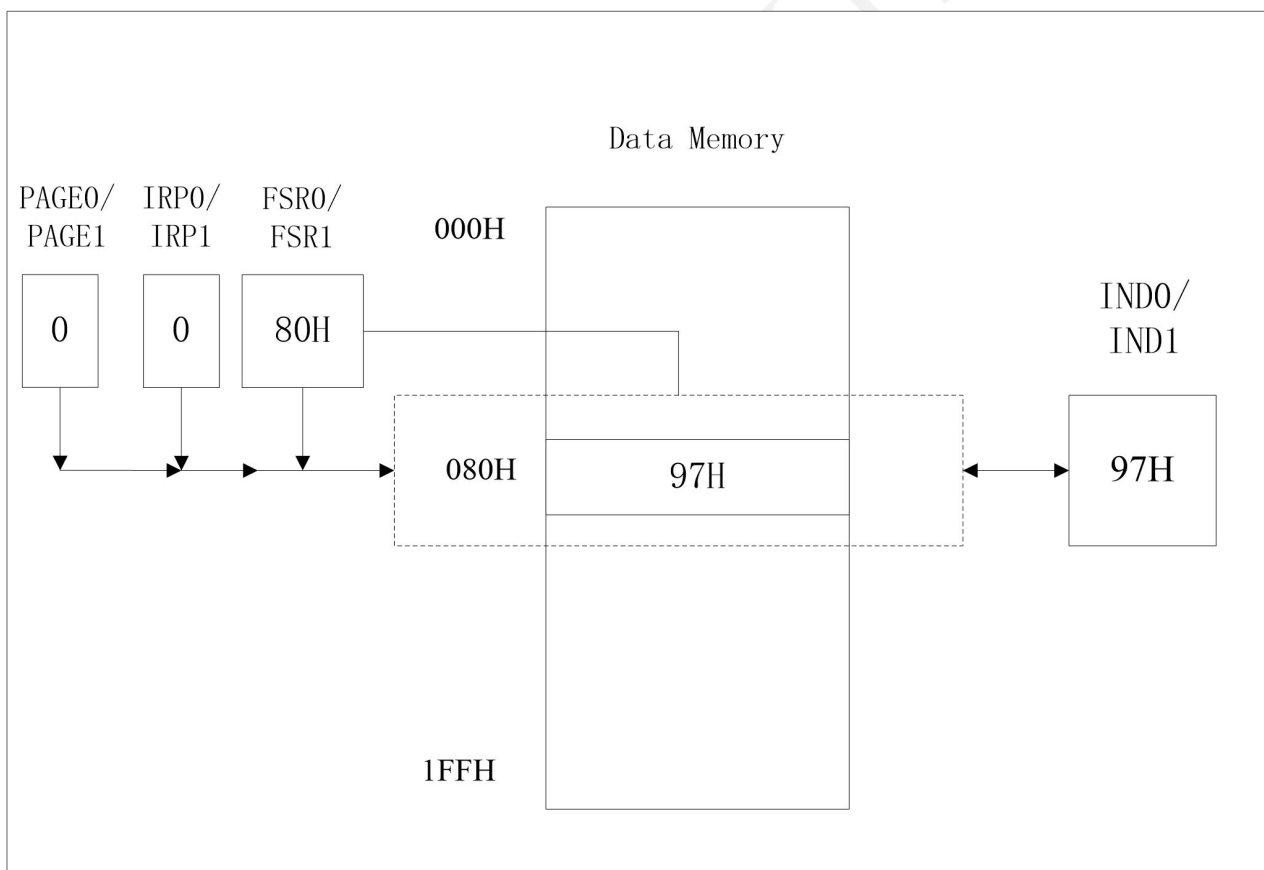 Data Memory
PAGE0/
PAGE1
IRP0/
IRP1
FSR0/
FSR1
000H
IND0/
IND1
0
0
80H
080H
97H
97H
1FFH